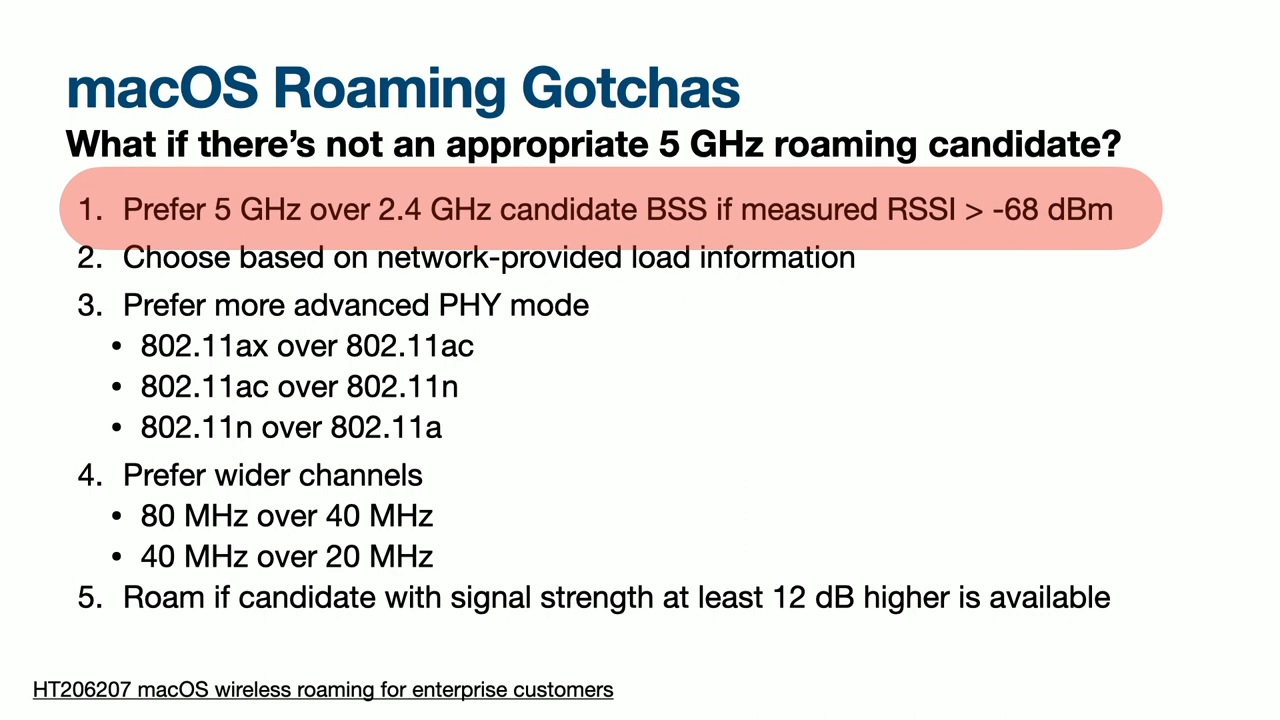 macOS Roaming Gotchas
What if there’s not an appropriate 5 GHz roaming candidate?
1. Prefer 5 GHz over 2.4 GHz candidate BSS if measured RSSI > -68 dBm
2. Choose based on network-provided load information
3. Prefer more advanced PHY mode
• 802.11ax over 802.11ac
• 802.11ac over 802.11n
• 802.11n over 802.11a
4. Prefer wider channels
• 80 MHz over 40 MHz
• 40 MHz over 20 MHz
5. Roam if candidate with signal strength at least 12 dB higher is available
HT206207 macOS wireless roaming for enterprise customers